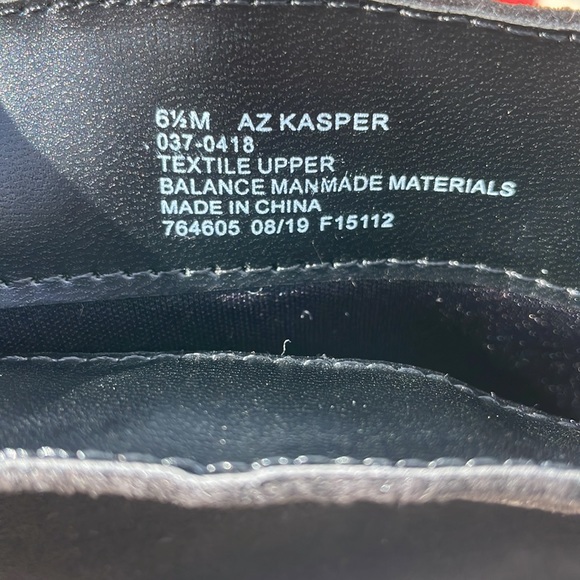 6½M AZ KASPER
037-0418
TEXTILE UPPER
BALANCE MANMADE MATERIALS
MADE IN CHINA
764605 08/19 F15112